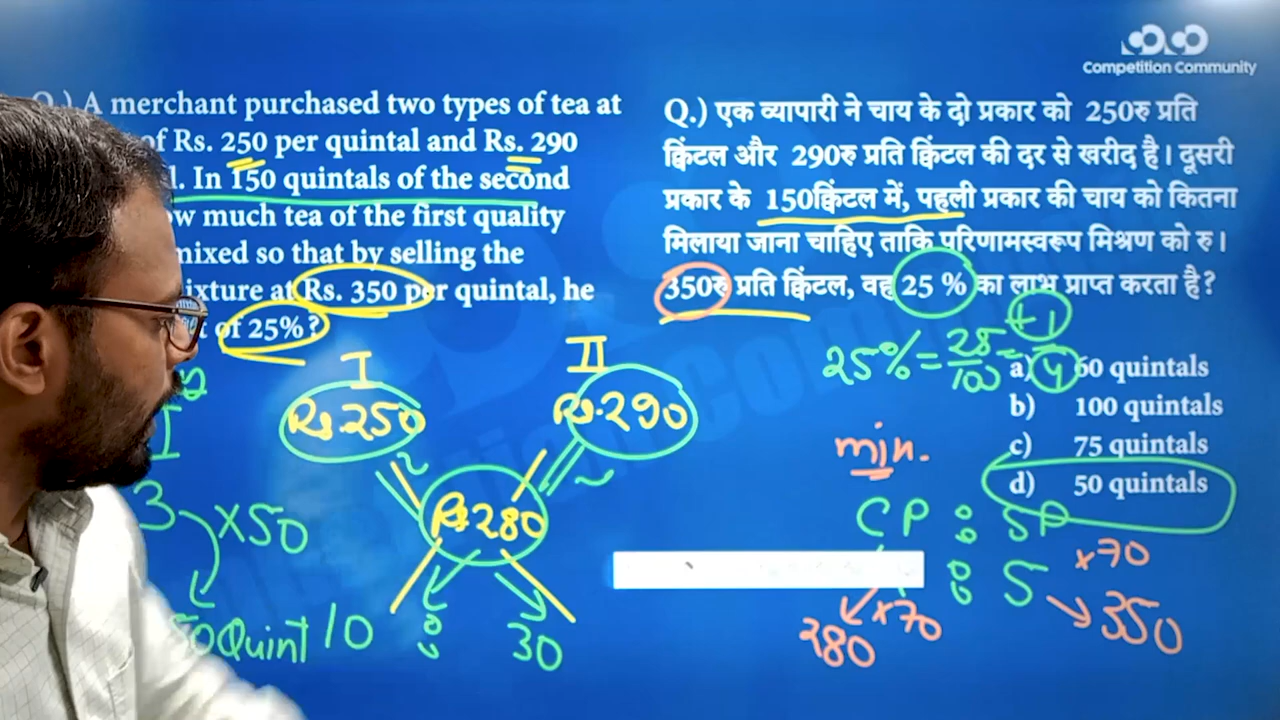 Competition Community
Q.) A merchant purchased two types of tea at
of Rs. 250 per quintal and Rs. 290
l. In 150 quintals of the second
ow much tea of the first quality
mixed so that by selling the
ixture at Rs. 350 per quintal, he
of 25%?
Q.) एक व्यापारी ने चाय के दो प्रकार को 250रु प्रति
क्विंटल और 290रु प्रति क्विंटल की दर से खरीद है। दूसरी
प्रकार के 150क्विंटल में, पहली प्रकार की चाय को कितना
मिलाया जाना चाहिए ताकि परिणामस्वरूप मिश्रण को रु।
350रु प्रति क्विंटल, वह 25 % का लाभ प्राप्त करता है?
a) 60 quintals
b) 100 quintals
c) 75 quintals
d) 50 quintals
25% = 25/100 = +1/4
I II
Rs.250 Rs.290
Rs.280
10 : 30
I
3 ×50
50 Quint
min.
CP : SP
: 5
×70 ×70
280 350